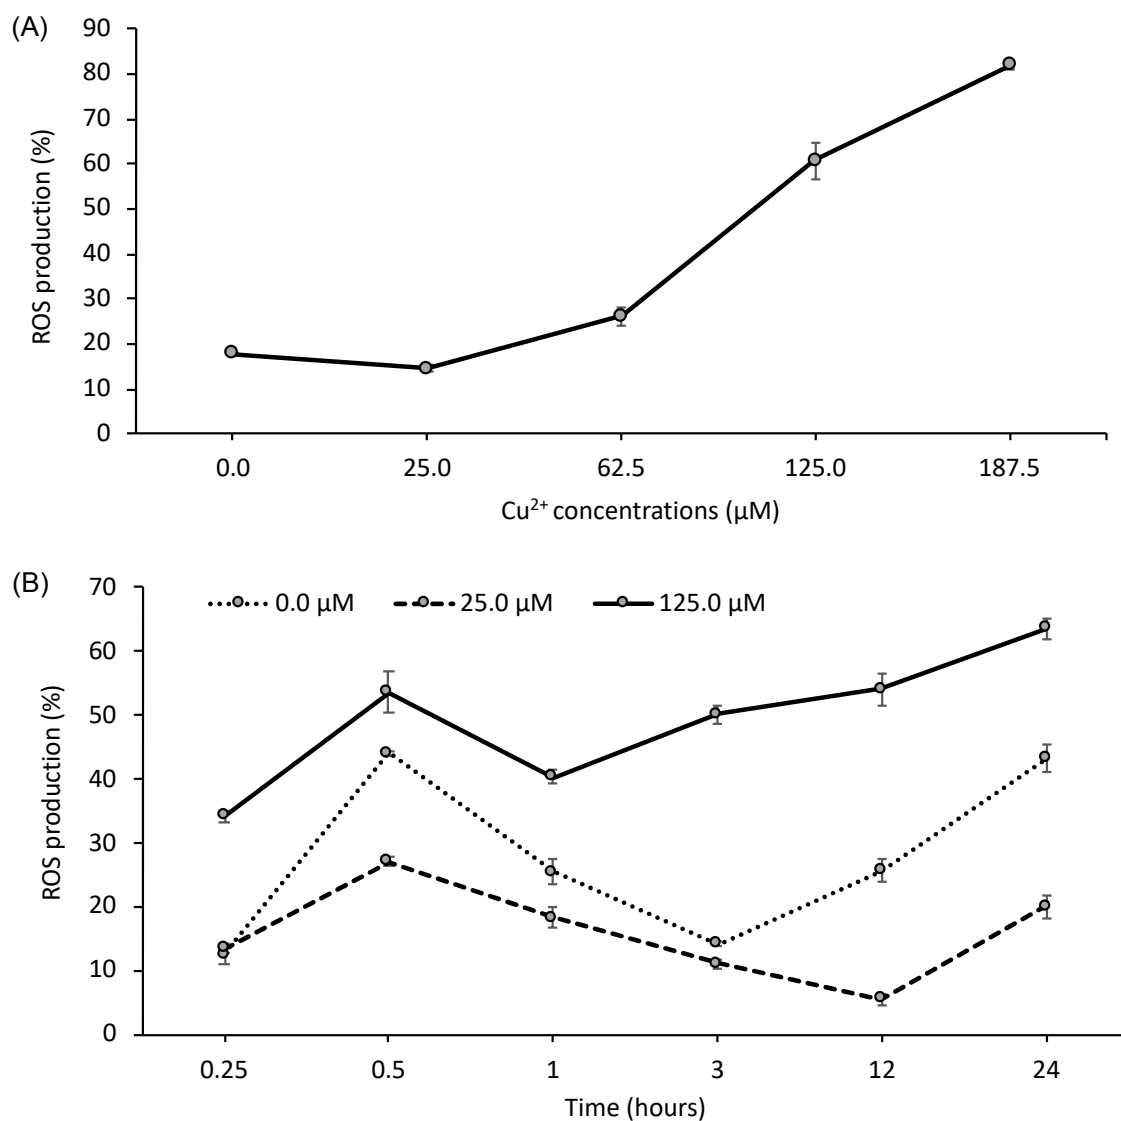 (A)
90
80
70
60
50
40
30
20
10
0
ROS production (%)
0.0 25.0 62.5 125.0 187.5
Cu²⁺ concentrations (µM)
(B)
0.0 µM 25.0 µM 125.0 µM
70
60
50
40
30
20
10
0
ROS production (%)
0.25 0.5 1 3 12 24
Time (hours)